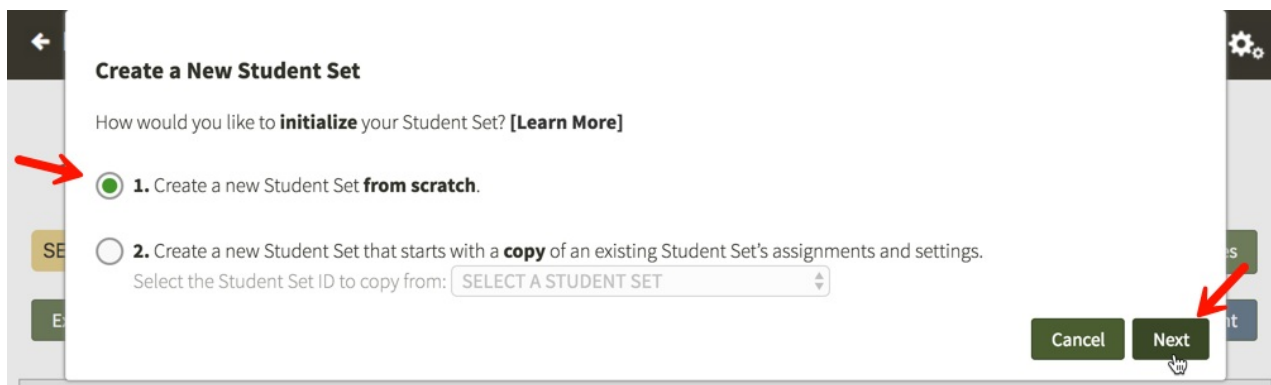 Create a New Student Set
How would you like to initialize your Student Set? [Learn More]
1. Create a new Student Set from scratch.
2. Create a new Student Set that starts with a copy of an existing Student Set's assignments and settings.
Select the Student Set ID to copy from: SELECT A STUDENT SET
Cancel Next